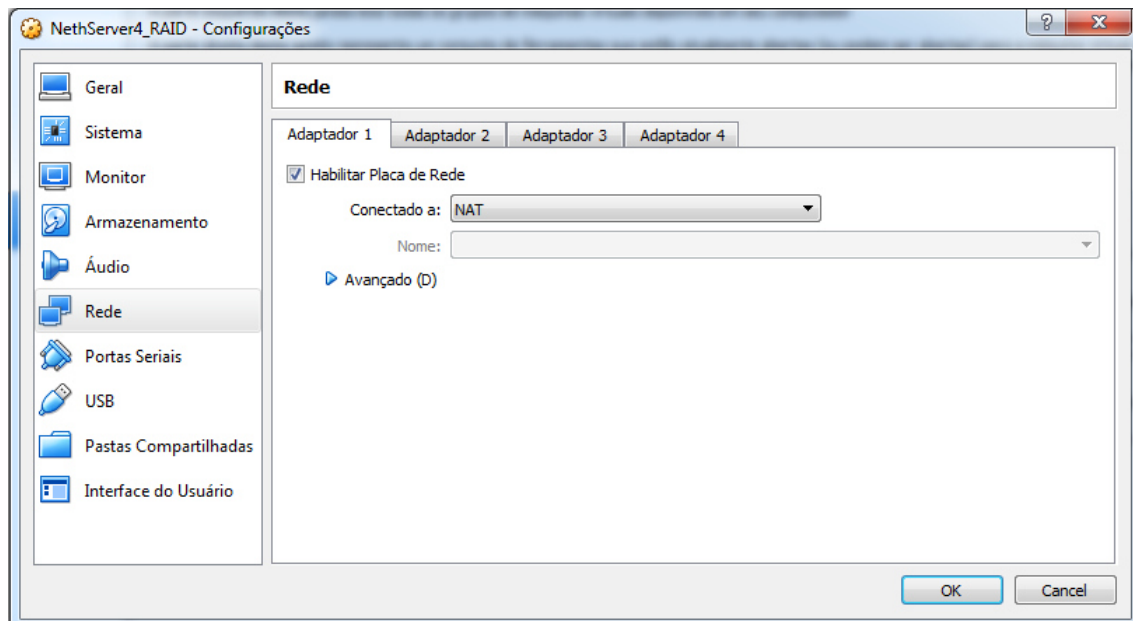 NethServer4_RAID - Configurações
Geral
Sistema
Monitor
Armazenamento
Áudio
Rede
Portas Seriais
USB
Pastas Compartilhadas
Interface do Usuário
Rede
Adaptador 1 Adaptador 2 Adaptador 3 Adaptador 4
Habilitar Placa de Rede
Conectado a: NAT
Nome:
Avançado (D)
OK Cancel